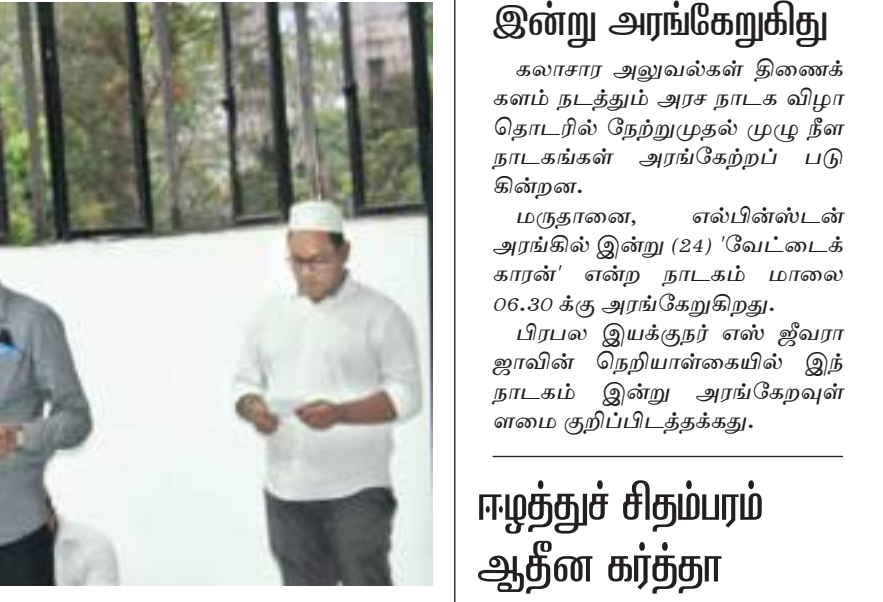 இன்று அரங்கேறுகிது
கலாசார அலுவல்கள் திணைக்
களம் நடத்தும் அரச நாடக விழா
தொடரில் நேற்றுமுதல் முழு நீள
நாடகங்கள் அரங்கேற்றப் படு
கின்றன.
மருதானை, எல்பின்ஸ்டன்
அரங்கில் இன்று (24) 'வேட்டைக்
காரன்' என்ற நாடகம் மாலை
06.30 க்கு அரங்கேறுகிறது.
பிரபல இயக்குநர் எஸ் ஜீவரா
ஜாவின் நெறியாள்கையில் இந்
நாடகம் இன்று அரங்கேறவுள்
ளமை குறிப்பிடத்தக்கது.
ஈழத்துச் சிதம்பரம்
ஆதீன கர்த்தா